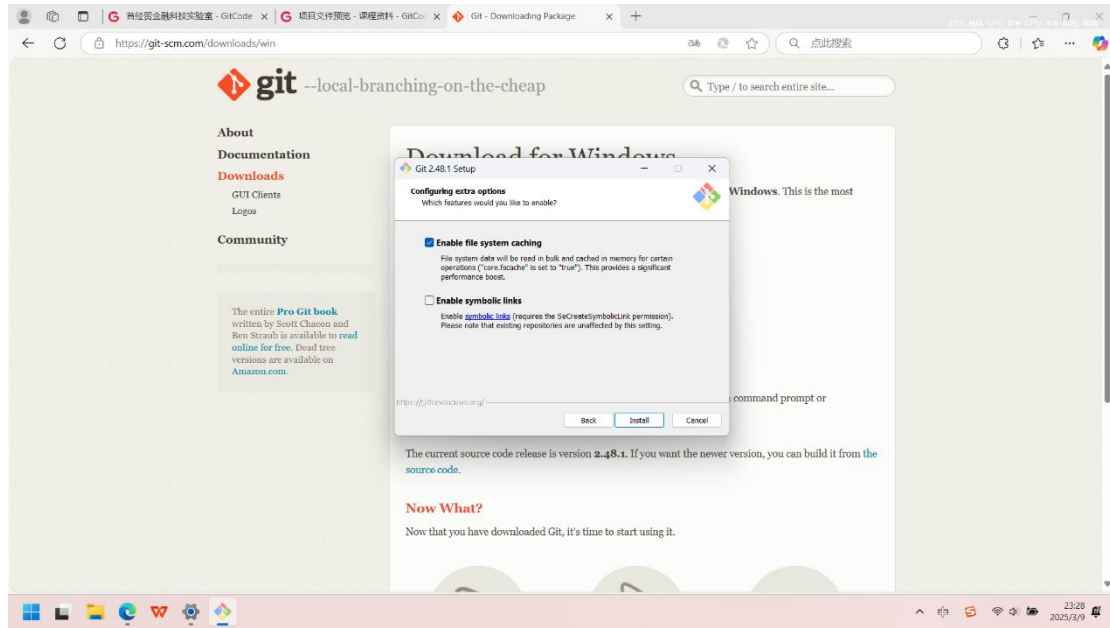 首经贸金融科技实验室 - GitCode
项目文件预览 - 课程资料 - GitCo
Git - Downloading Package
https://git-scm.com/downloads/win
点此搜索
git --local-branching-on-the-cheap
Type / to search entire site...
About
Documentation
Downloads
GUI Clients
Logos
Community
The entire Pro Git book
written by Scott Chacon and
Ben Straub is available to read
online for free. Dead tree
versions are available on
Amazon.com.
Download for Windows
Windows. This is the most
Git 2.48.1 Setup
Configuring extra options
Which features would you like to enable?
Enable file system caching
File system data will be read in bulk and cached in memory for certain
operations ("core.fscache" is set to "true"). This provides a significant
performance boost.
Enable symbolic links
Enable symbolic links (requires the SeCreateSymbolicLink permission).
Please note that existing repositories are unaffected by this setting.
https://gitforwindows.org/
Back
Install
Cancel
command prompt or
The current source code release is version 2.48.1. If you want the newer version, you can build it from the
source code.
Now What?
Now that you have downloaded Git, it's time to start using it.
23:28
2025/3/9